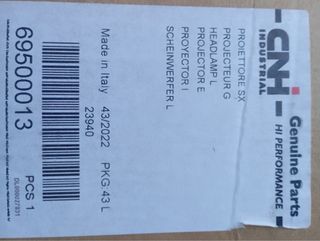 CNH
INDUSTRIAL
Genuine Parts
HI PERFORMANCE
PROIETTORE SX
PROJECTEUR G
HEADLAMP L
PROJECTOR E
PROYECTOR I
SCHEINWERFER L
Made in Italy 43/2022 PKG:43 L
23940
69500013
PCS 1